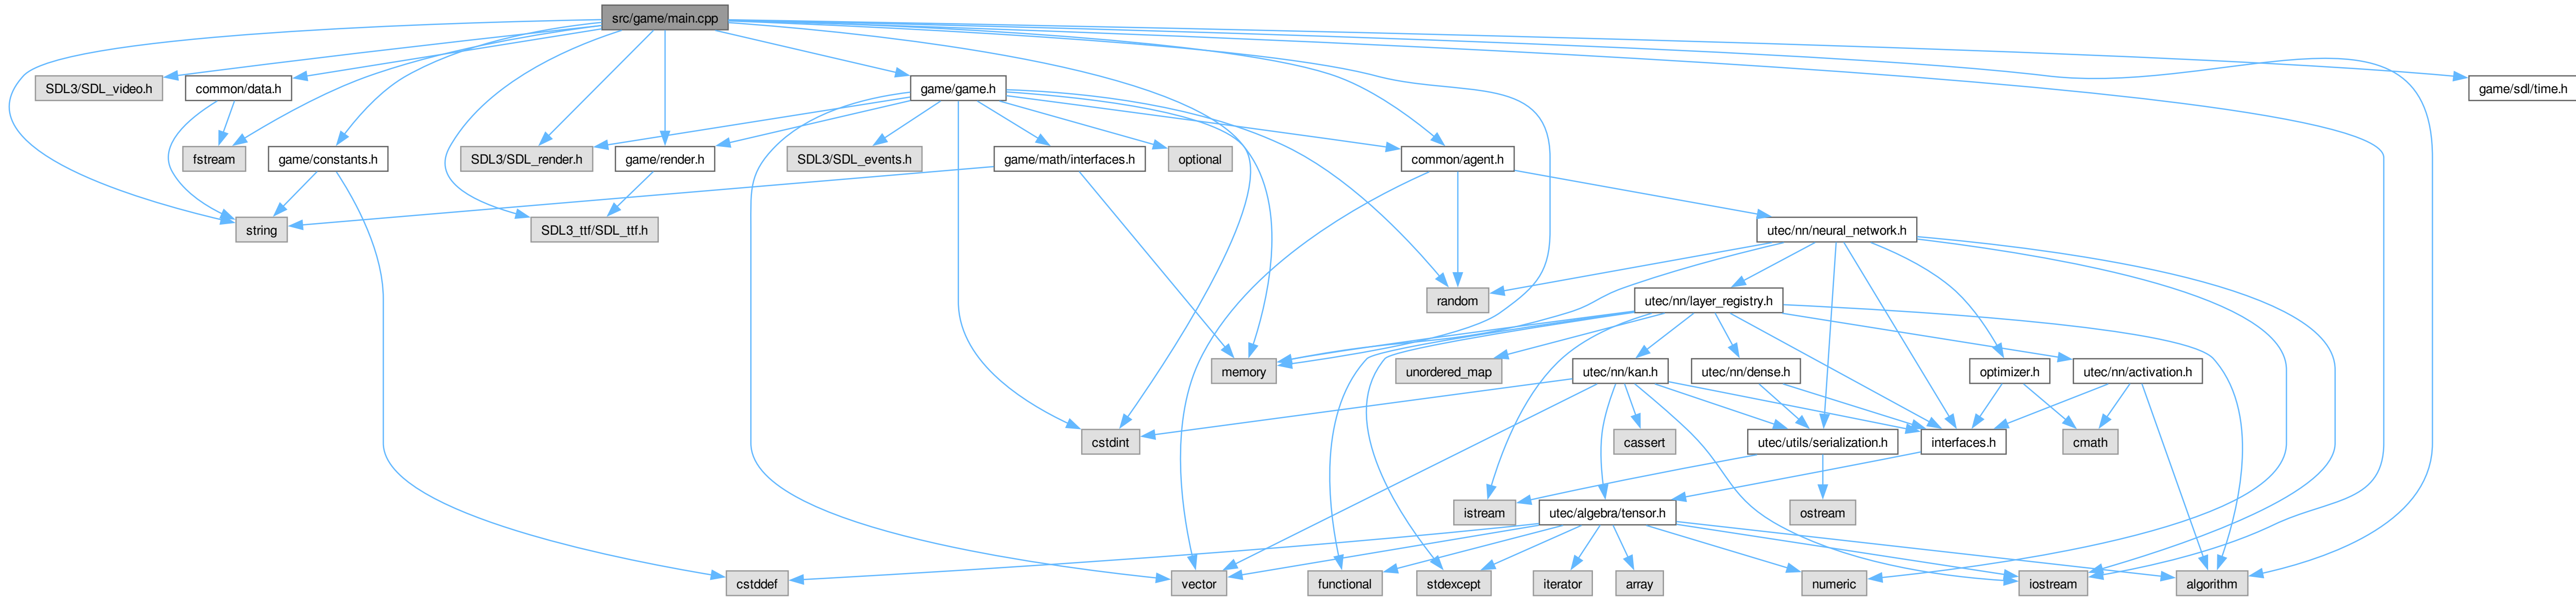 src/game/main.cpp
SDL3/SDL_video.h
common/data.h
game/game.h
game/sdl/time.h
fstream
game/constants.h
SDL3/SDL_render.h
game/render.h
SDL3/SDL_events.h
game/math/interfaces.h
optional
common/agent.h
string
SDL3_ttf/SDL_ttf.h
utec/nn/neural_network.h
random
utec/nn/layer_registry.h
memory
unordered_map
utec/nn/kan.h
utec/nn/dense.h
optimizer.h
utec/nn/activation.h
cstdint
cassert
utec/utils/serialization.h
interfaces.h
cmath
istream
utec/algebra/tensor.h
ostream
cstddef
vector
functional
stdexcept
iterator
array
numeric
iostream
algorithm